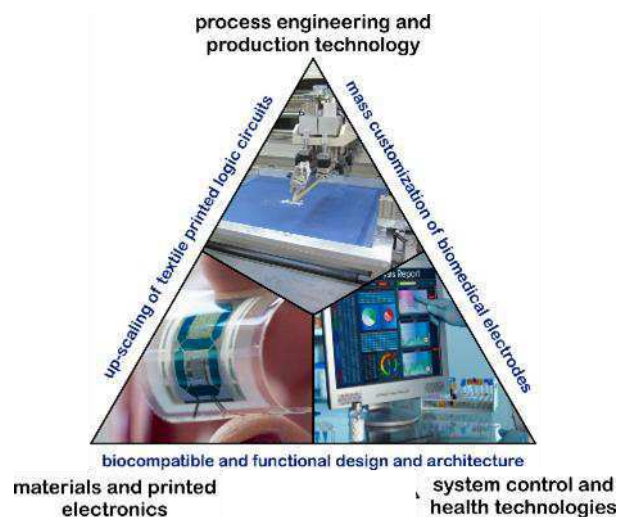 process engineering and
production technology
up-scaling of textile printed logic circuits
mass customization of biomedical electrodes
Report
biocompatible and functional design and architecture
materials and printed
electronics
system control and
health technologies